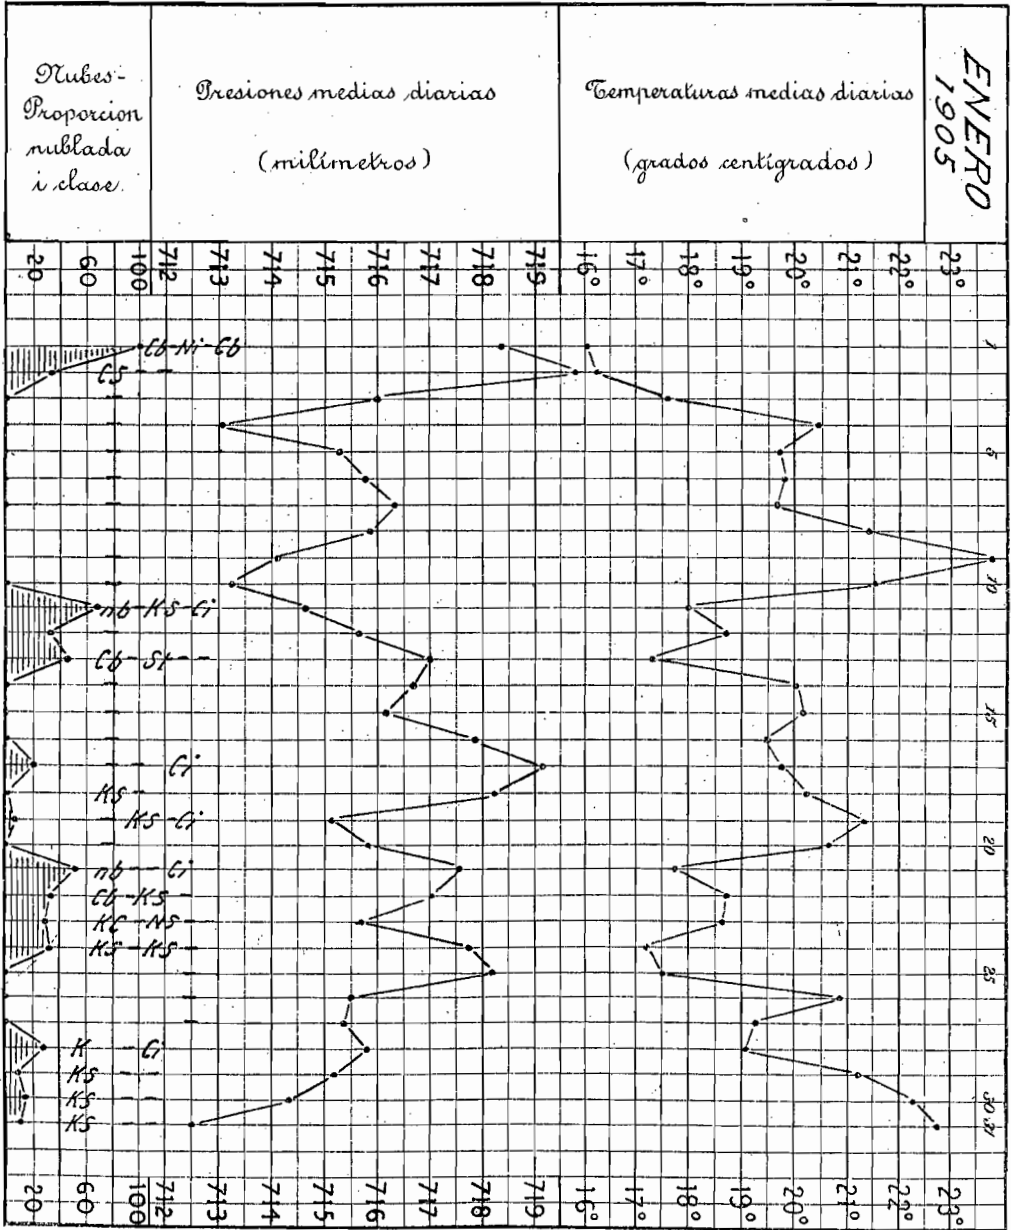 Nubes-
Proporcion
nublada
i clase.
Presiones medias diarias
(milímetros)
Temperaturas medias diarias
(grados centígrados)
ENERO
1905
20 60 100 712 713 714 715 716 717 718 719 16° 17° 18° 19° 20° 21° 22° 23°
1
Cb-Ni-Cb
CS - -
5
10
nb-KS-Ci
Cb-St--
15
- - Ci
KS -
KS-Ci
20
nb--Ci
Cb-KS-
KC-NS-
KS-KS-
25
K -Ci
KS --
KS --
30 31
KS --
20 60 100 712 713 714 715 716 717 718 719 16° 17° 18° 19° 20° 21° 22° 23°